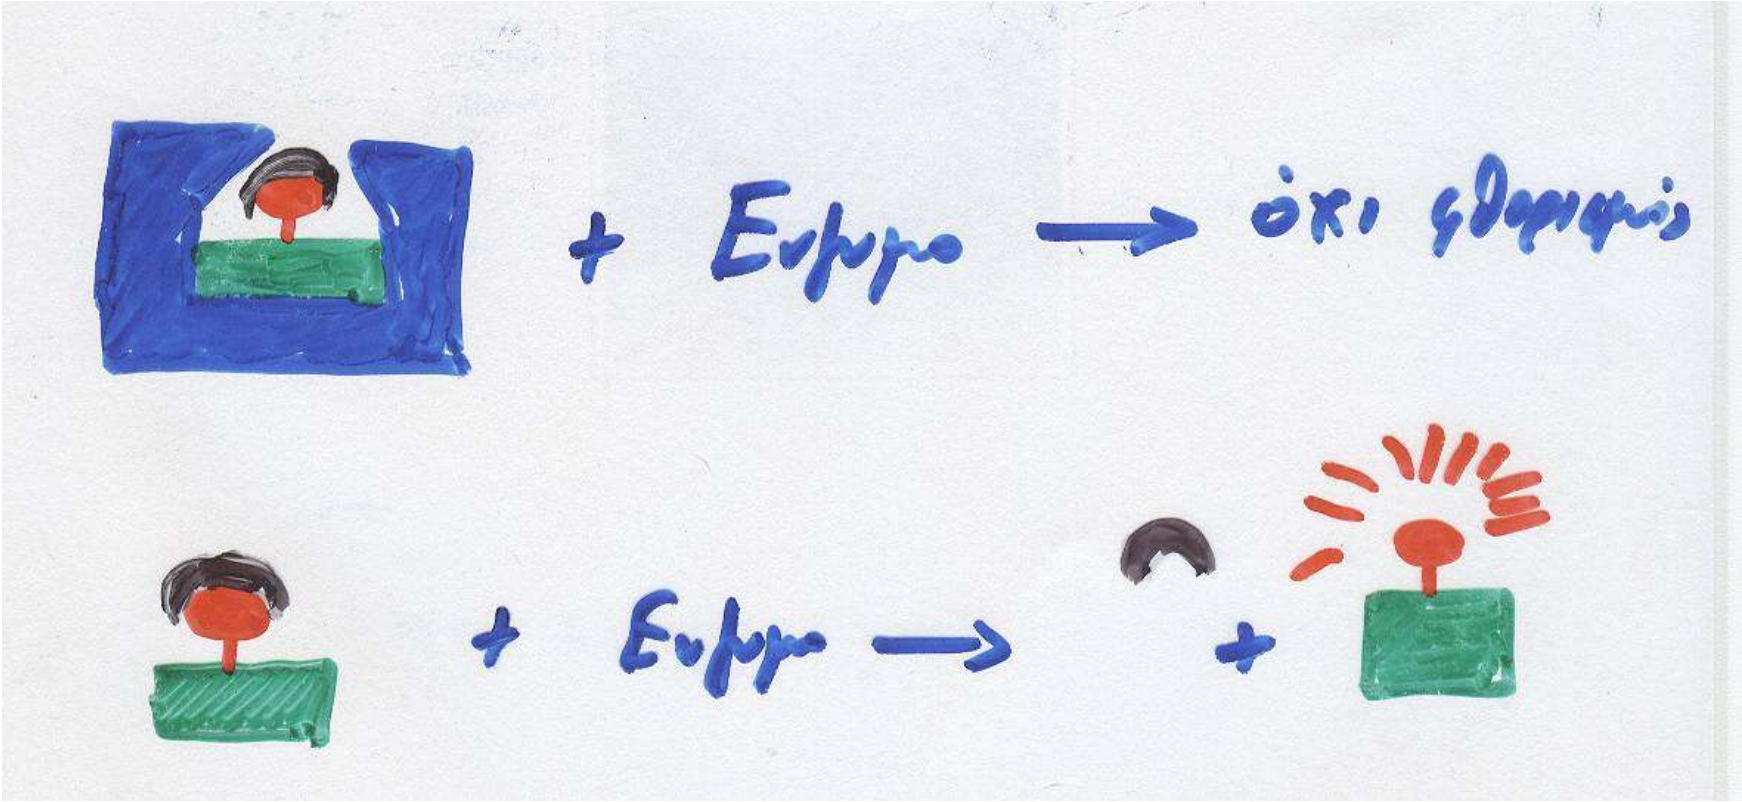 + Ενζυμο → όχι φθορισμός
+ Ενζυμο → +